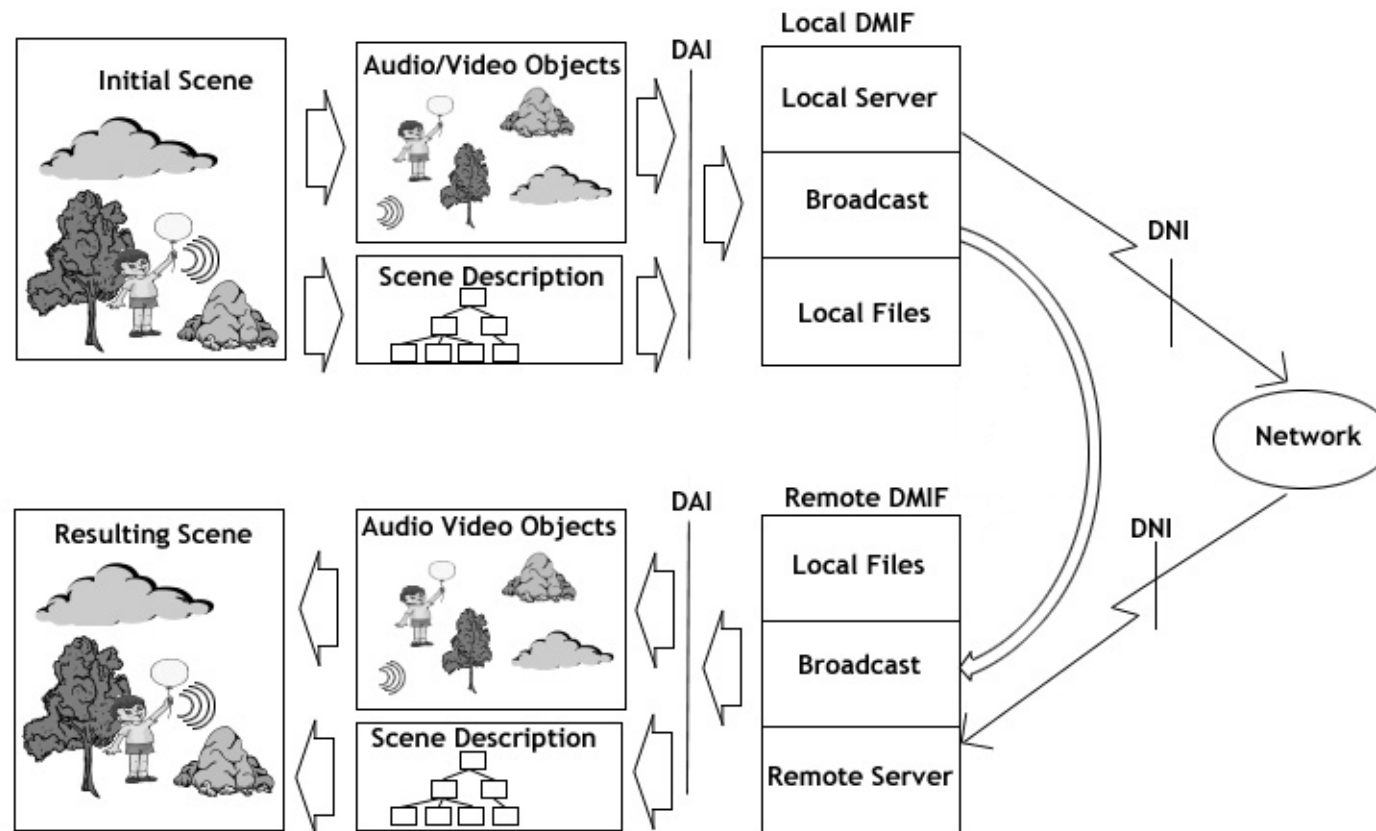 Local DMIF
Initial Scene
Audio/Video Objects
DAI
Local Server
Broadcast
DNI
Scene Description
Local Files
Network
Resulting Scene
Audio Video Objects
DAI
Remote DMIF
Local Files
DNI
Broadcast
Scene Description
Remote Server